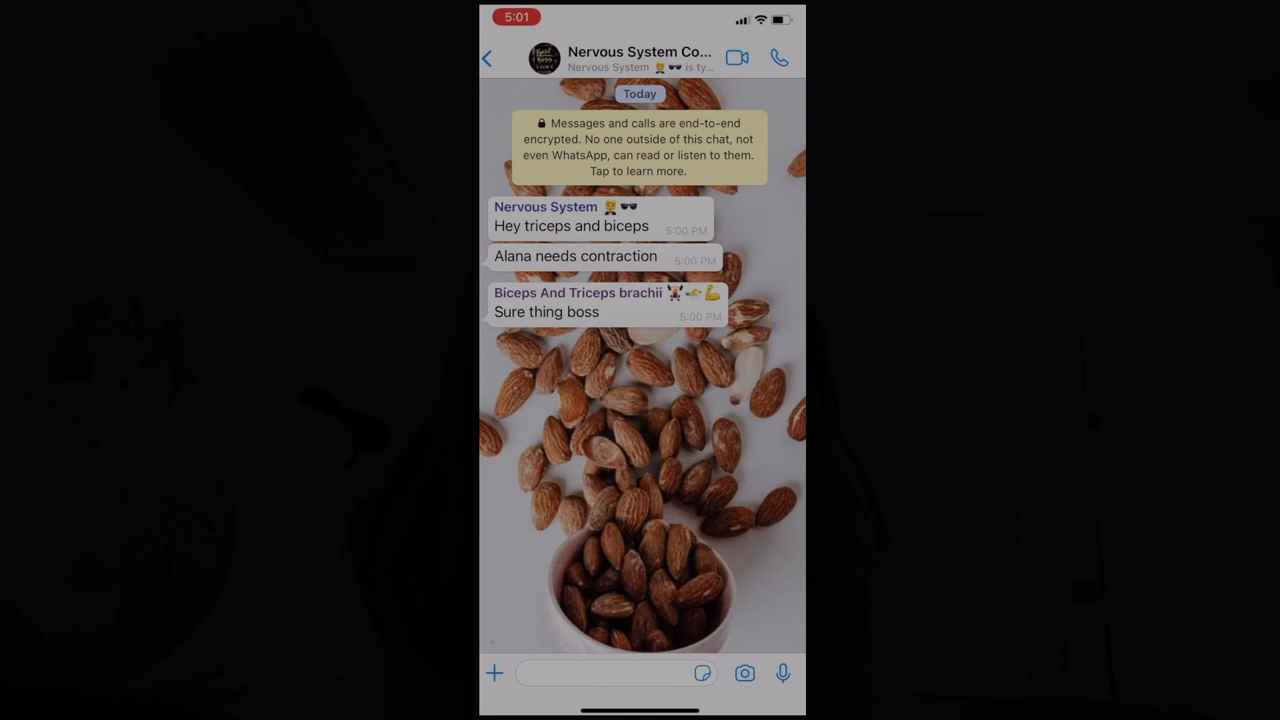 5:01
Nervous System Co...
Nervous System 🤵🕶️ is ty...
Today
🔒 Messages and calls are end-to-end
encrypted. No one outside of this chat, not
even WhatsApp, can read or listen to them.
Tap to learn more.
Nervous System 🤵🕶️
Hey triceps and biceps 5:00 PM
Alana needs contraction 5:00 PM
Biceps And Triceps brachii 🏋️‍♀️🏊💪
Sure thing boss 5:00 PM